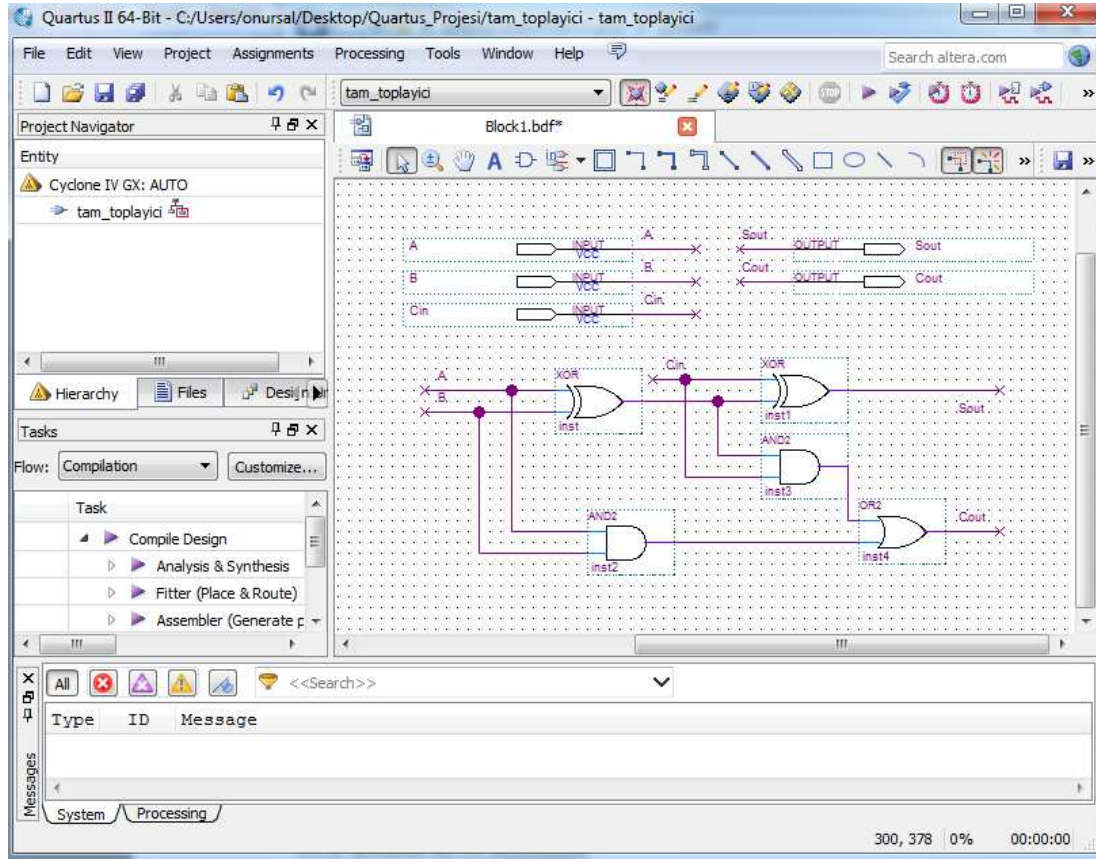 Quartus II 64-Bit - C:/Users/onursal/Desktop/Quartus_Projesi/tam_toplayici - tam_toplayici
File Edit View Project Assignments Processing Tools Window Help
Search altera.com
tam_toplayici
Project Navigator
Block1.bdf*
Entity
Cyclone IV GX: AUTO
tam_toplayici
Hierarchy Files
Tasks
Flow: Compilation Customize...
Task
Compile Design
Analysis & Synthesis
Fitter (Place & Route)
Assembler (Generate p
A INPUT VCC A
Sout OUTPUT Sout
B INPUT VCC B
Cout OUTPUT Cout
Cin INPUT VCC Cin
A XOR Cin XOR
B inst inst1 Sout
AND2
inst3
AND2 OR2 Cout
inst2 inst4
All <<Search>>
Type ID Message
Messages
System Processing
300, 378 0% 00:00:00